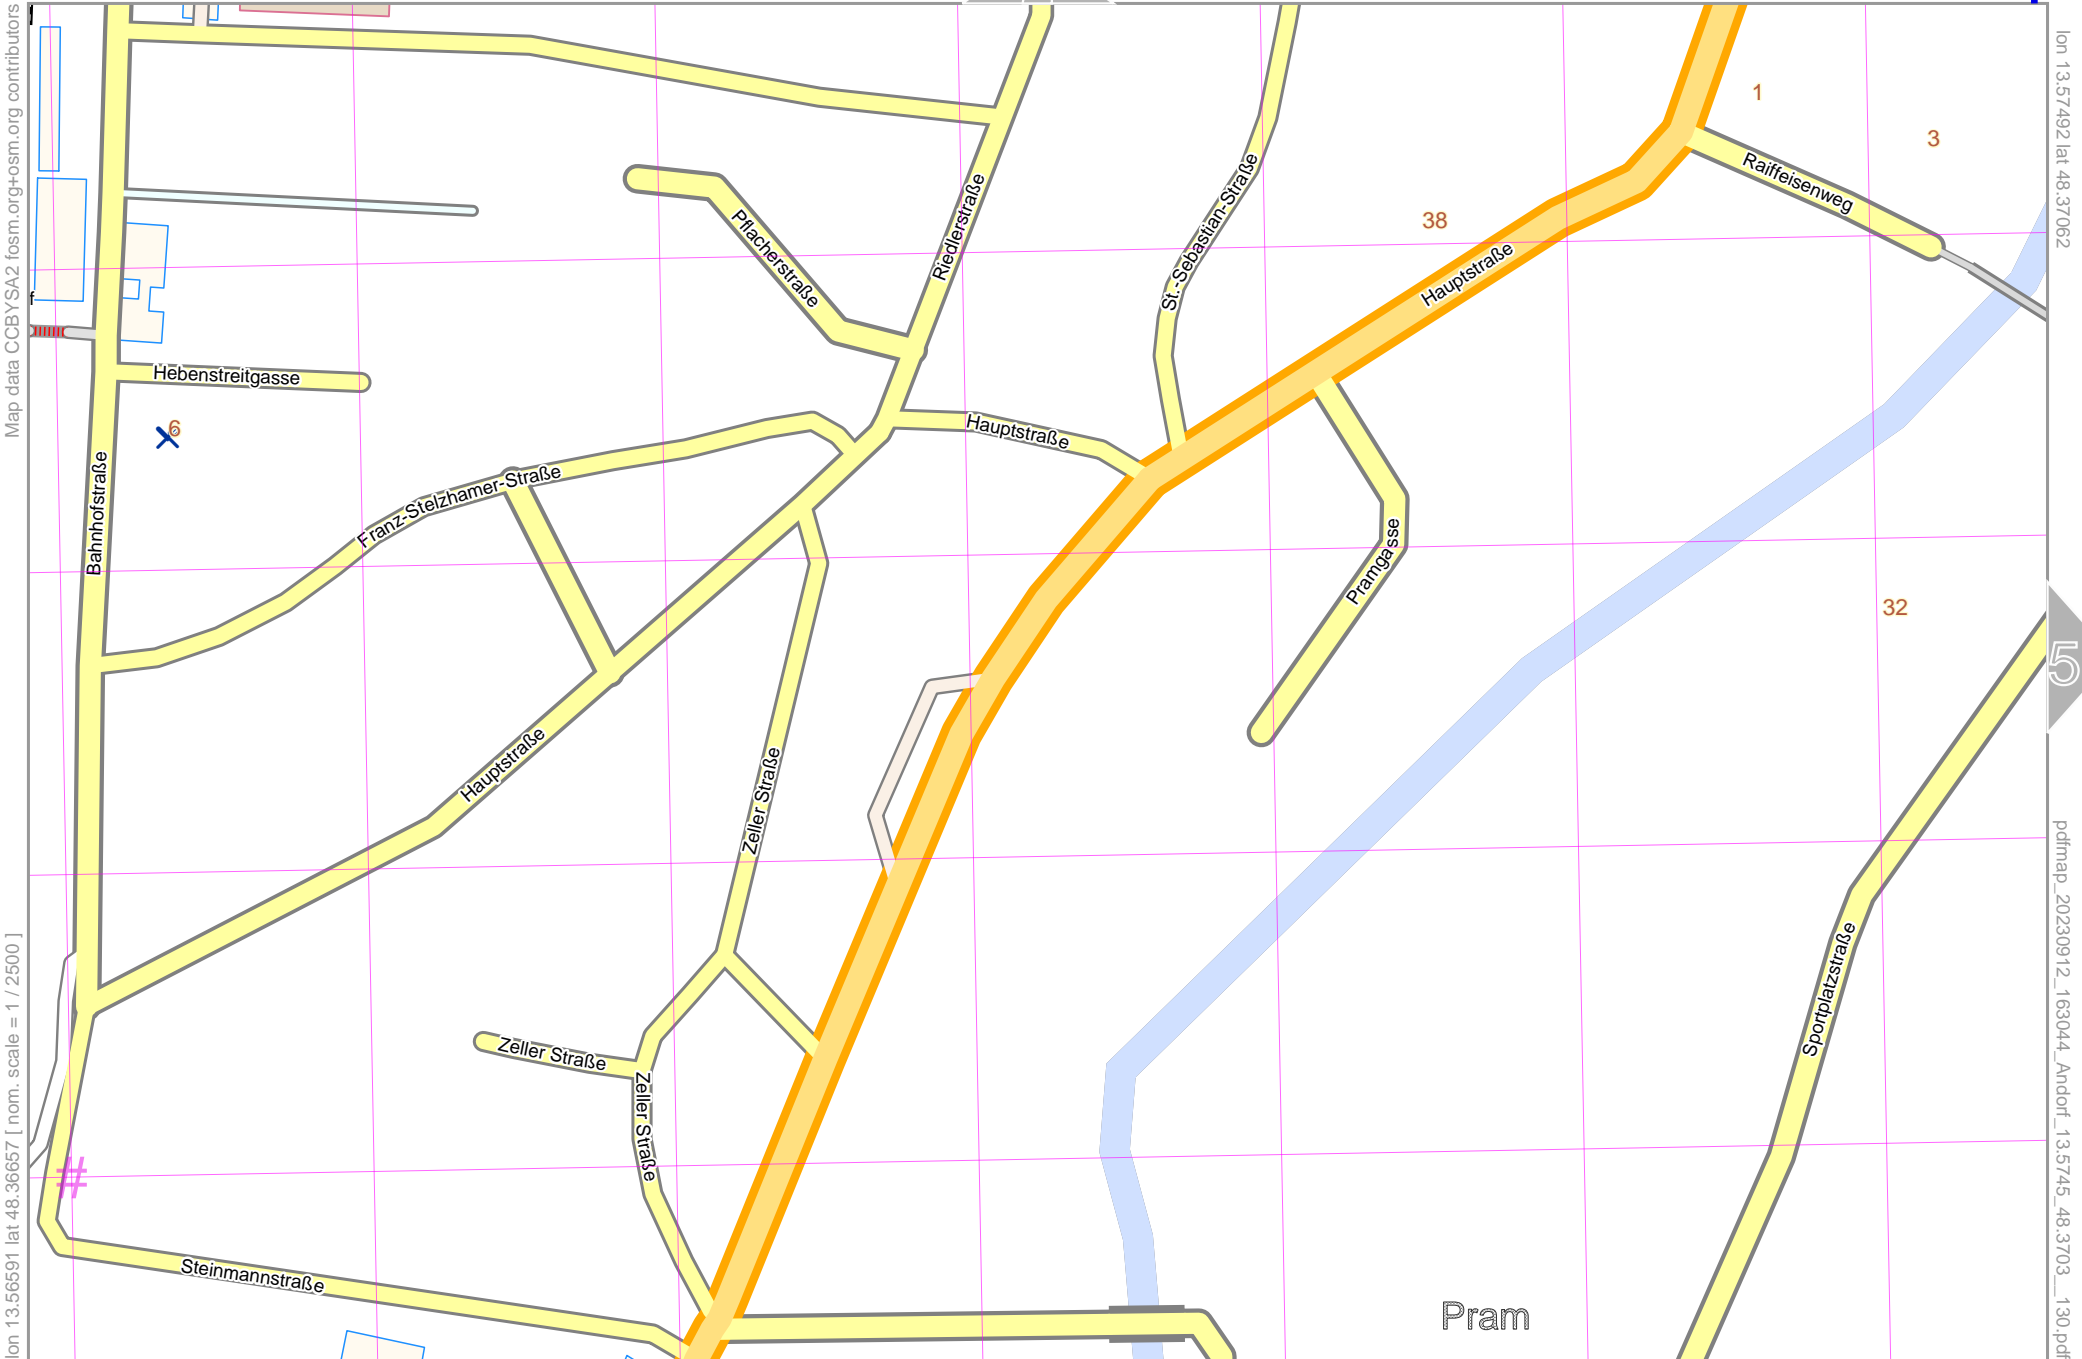 Map data CCBYSA2 fosm.org+osm.org contributors
lon 13.56591 lat 48.36657 [ nom. scale = 1 / 2500 ]
lon 13.57492 lat 48.37062
pdfmap_20230912_163044_Andorf_13.5745_48.3703__130.pdf
1
3
Raiffeisenweg
38
Pflacherstraße
Riedlerstraße
St.-Sebastian-Straße
Hauptstraße
f
Hebenstreitgasse
6
Hauptstraße
Bahnhofstraße
Franz-Stelzhamer-Straße
Pramgasse
32
5
Hauptstraße
Zeller Straße
Sportplatzstraße
Zeller Straße
Zeller Straße
#
Steinmannstraße
Pram